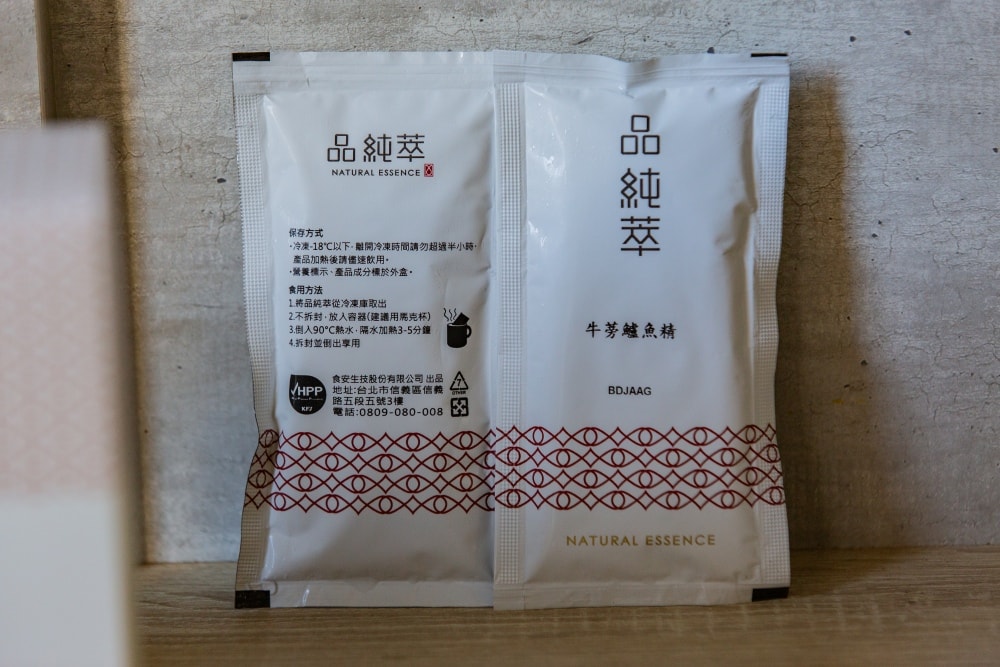 品純萃
NATURAL ESSENCE
保存方式
・冷凍-18℃以下，離開冷凍時間請勿超過半小時，
產品加熱後請儘速飲用。
・營養標示、產品成分標於外盒。
食用方法
1.將品純萃從冷凍庫取出
2.不拆封，放入容器(建議用馬克杯)
3.倒入90℃熱水，隔水加熱3-5分鐘
4.拆封並倒出享用
HPP
KFJ
食安生技股份有限公司 出品
地址:台北市信義區信義
路五段五號3樓
電話:0809-080-008
7
OTHER
品
純
萃
牛蒡鱸魚精
BDJAAG
NATURAL ESSENCE